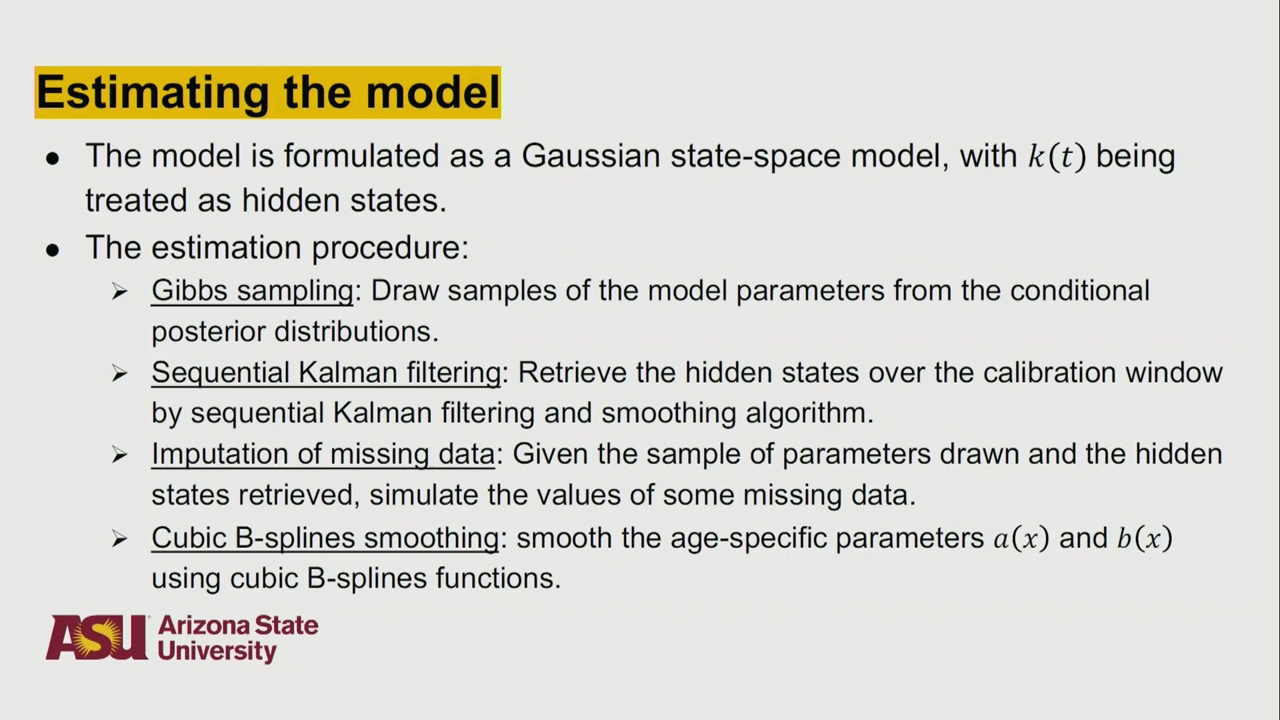 Estimating the model
● The model is formulated as a Gaussian state-space model, with k(t) being
treated as hidden states.
● The estimation procedure:
➢ Gibbs sampling: Draw samples of the model parameters from the conditional
posterior distributions.
➢ Sequential Kalman filtering: Retrieve the hidden states over the calibration window
by sequential Kalman filtering and smoothing algorithm.
➢ Imputation of missing data: Given the sample of parameters drawn and the hidden
states retrieved, simulate the values of some missing data.
➢ Cubic B-splines smoothing: smooth the age-specific parameters a(x) and b(x)
using cubic B-splines functions.
ASU Arizona State
University